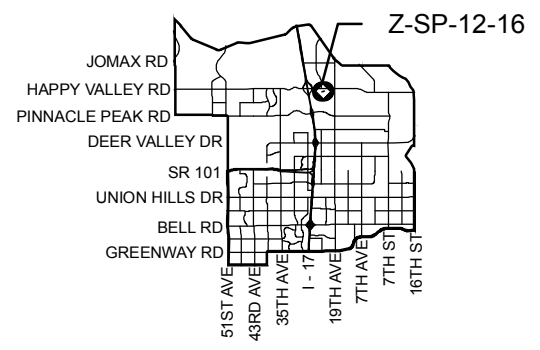 Z-SP-12-16
JOMAX RD
HAPPY VALLEY RD
PINNACLE PEAK RD
DEER VALLEY DR
SR 101
UNION HILLS DR
BELL RD
GREENWAY RD
51ST AVE
43RD AVE
35TH AVE
I - 17
19TH AVE
7TH AVE
7TH ST
16TH ST